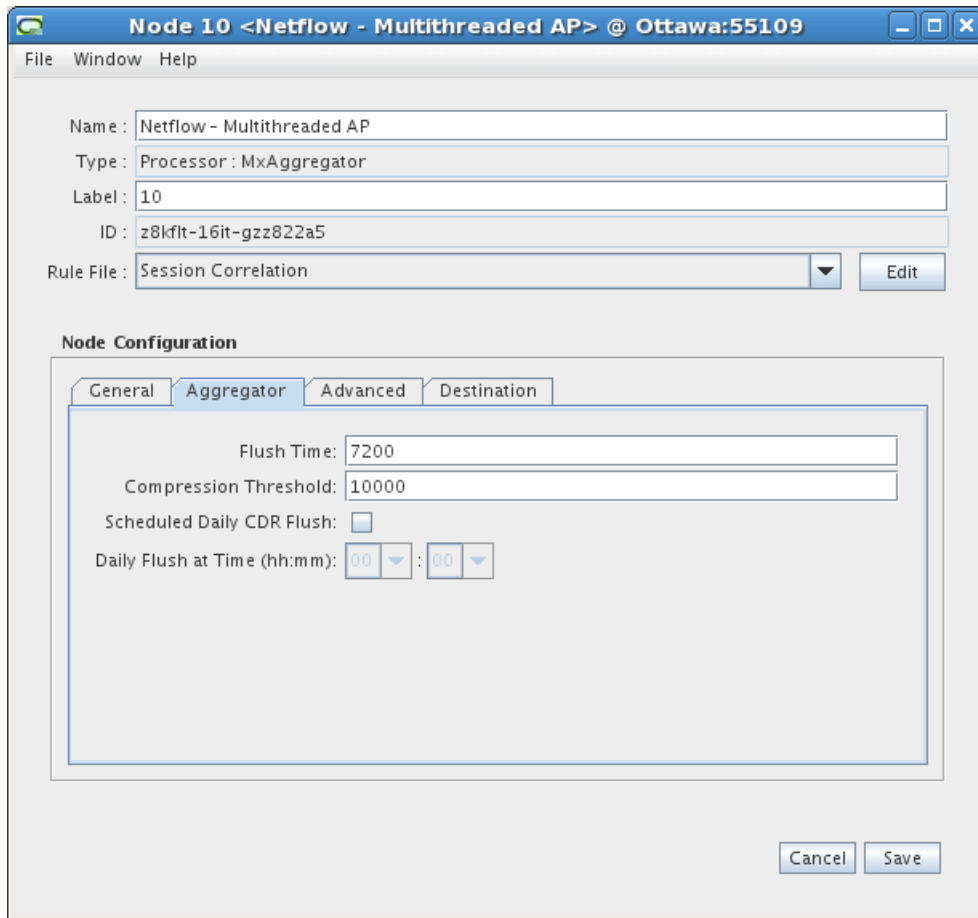 Node 10 <Netflow - Multithreaded AP> @ Ottawa:55109
File Window Help
Name : Netflow - Multithreaded AP
Type : Processor : MxAggregator
Label : 10
ID : z8kflt-16it-gzz822a5
Rule File : Session Correlation Edit
Node Configuration
General Aggregator Advanced Destination
Flush Time: 7200
Compression Threshold: 10000
Scheduled Daily CDR Flush:
Daily Flush at Time (hh:mm): 00 : 00
Cancel Save